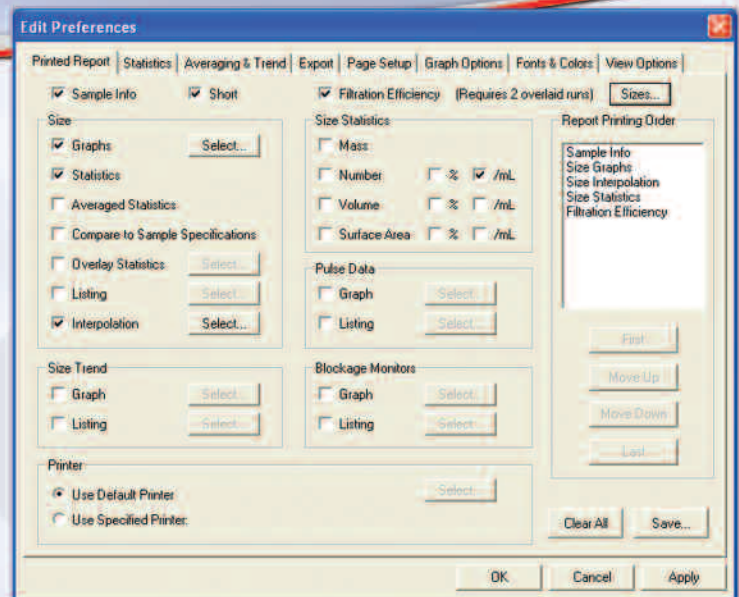 Edit Preferences
Printed Report Statistics Averaging & Trend Export Page Setup Graph Options Fonts & Colors View Options
Sample Info Short Filtration Efficiency (Requires 2 overlaid runs) Sizes...
Size
Graphs Select...
Statistics
Averaged Statistics
Compare to Sample Specifications
Overlay Statistics Select...
Listing Select...
Interpolation Select...
Size Statistics
Mass
Number % /mL
Volume % /mL
Surface Area % /mL
Pulse Data
Graph Select...
Listing Select...
Report Printing Order
Sample Info
Size Graphs
Size Interpolation
Size Statistics
Filtration Efficiency
First
Move Up
Move Down
Last
Size Trend
Graph Select...
Listing Select...
Blockage Monitors
Graph Select...
Listing Select...
Printer
Use Default Printer Select...
Use Specified Printer:
Clear All Save...
OK Cancel Apply